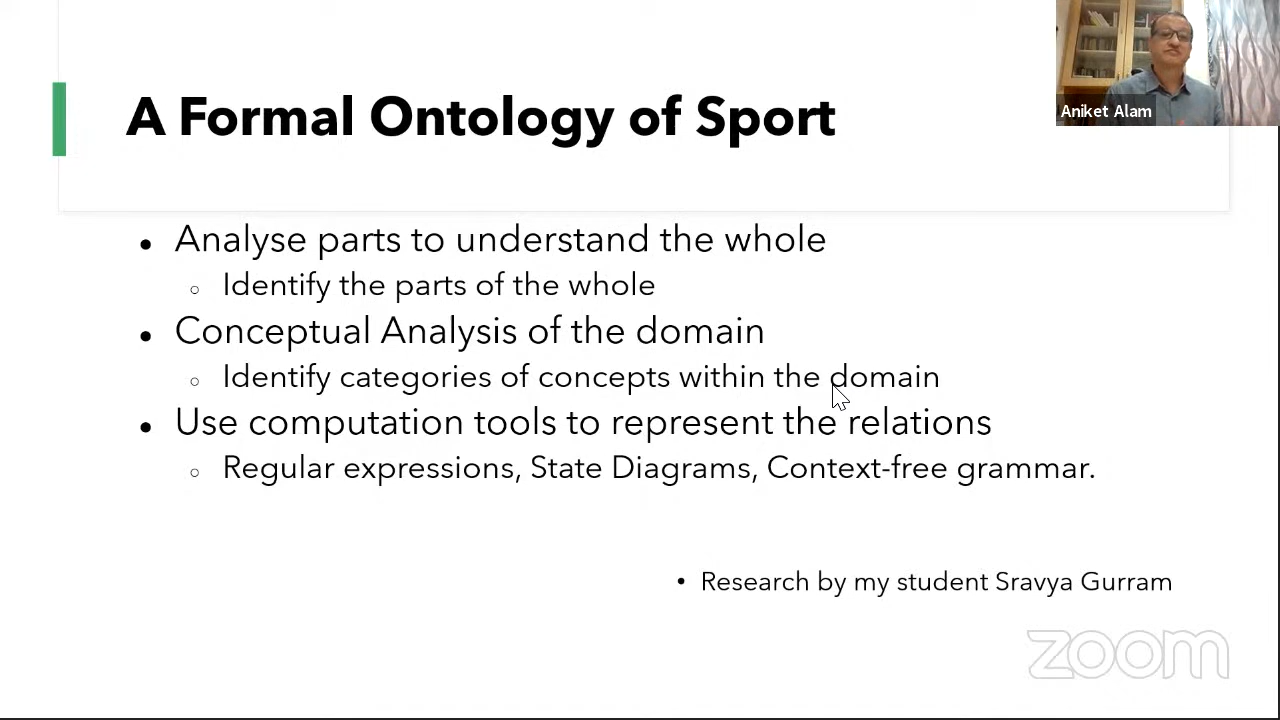 A Formal Ontology of Sport
Aniket Alam
• Analyse parts to understand the whole
○ Identify the parts of the whole
• Conceptual Analysis of the domain
○ Identify categories of concepts within the domain
• Use computation tools to represent the relations
○ Regular expressions, State Diagrams, Context-free grammar.
• Research by my student Sravya Gurram
zoom